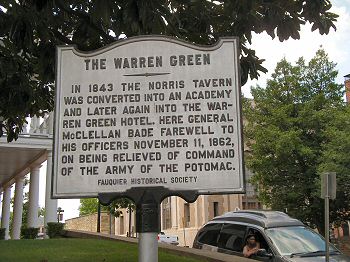 THE WARREN GREEN
IN 1843 THE NORRIS TAVERN
WAS CONVERTED INTO AN ACADEMY
AND LATER AGAIN INTO THE WAR-
REN GREEN HOTEL. HERE GENERAL
McCLELLAN BADE FAREWELL TO
HIS OFFICERS NOVEMBER 11, 1862,
ON BEING RELIEVED OF COMMAND
OF THE ARMY OF THE POTOMAC.
FAUQUIER HISTORICAL SOCIETY